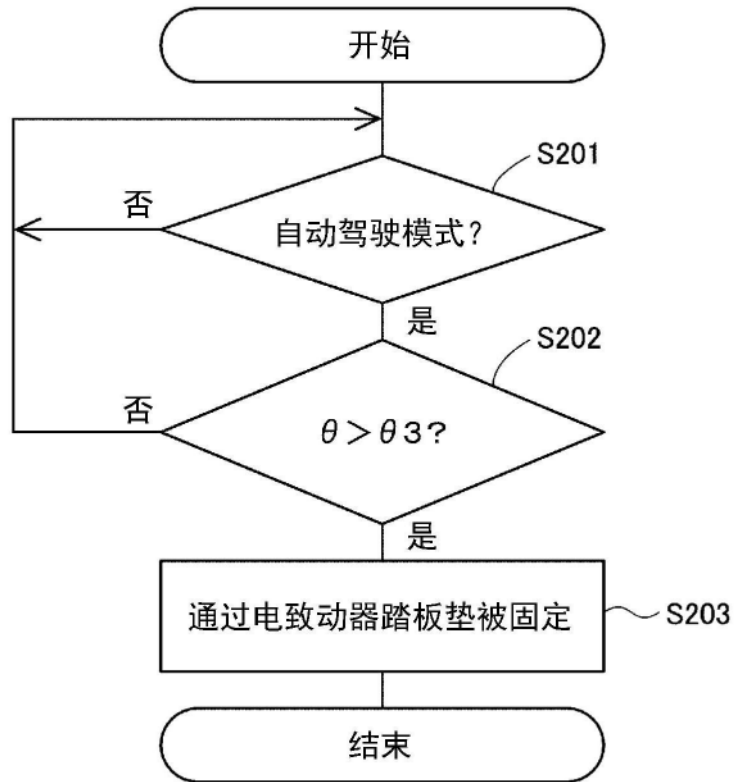 开始
S201
否
自动驾驶模式?
是
S202
否
θ＞θ3?
是
通过电致动器踏板垫被固定
S203
结束